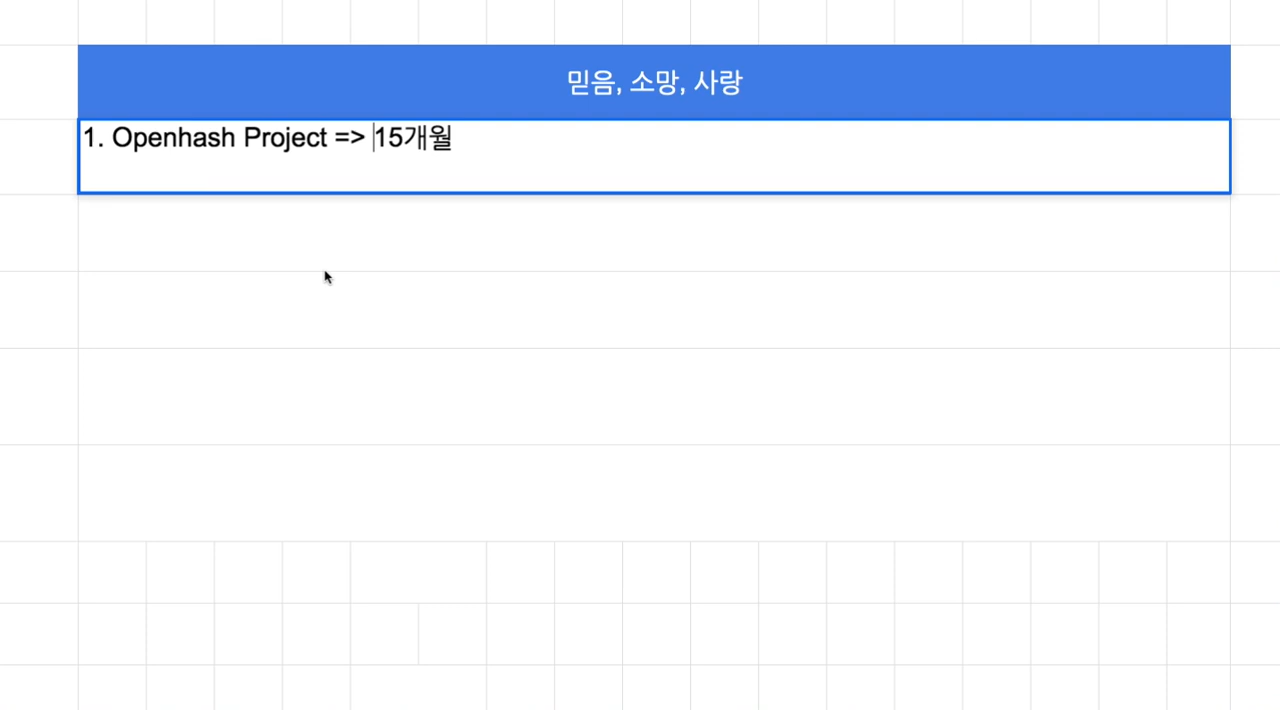 믿음, 소망, 사랑
1. Openhash Project => 15개월